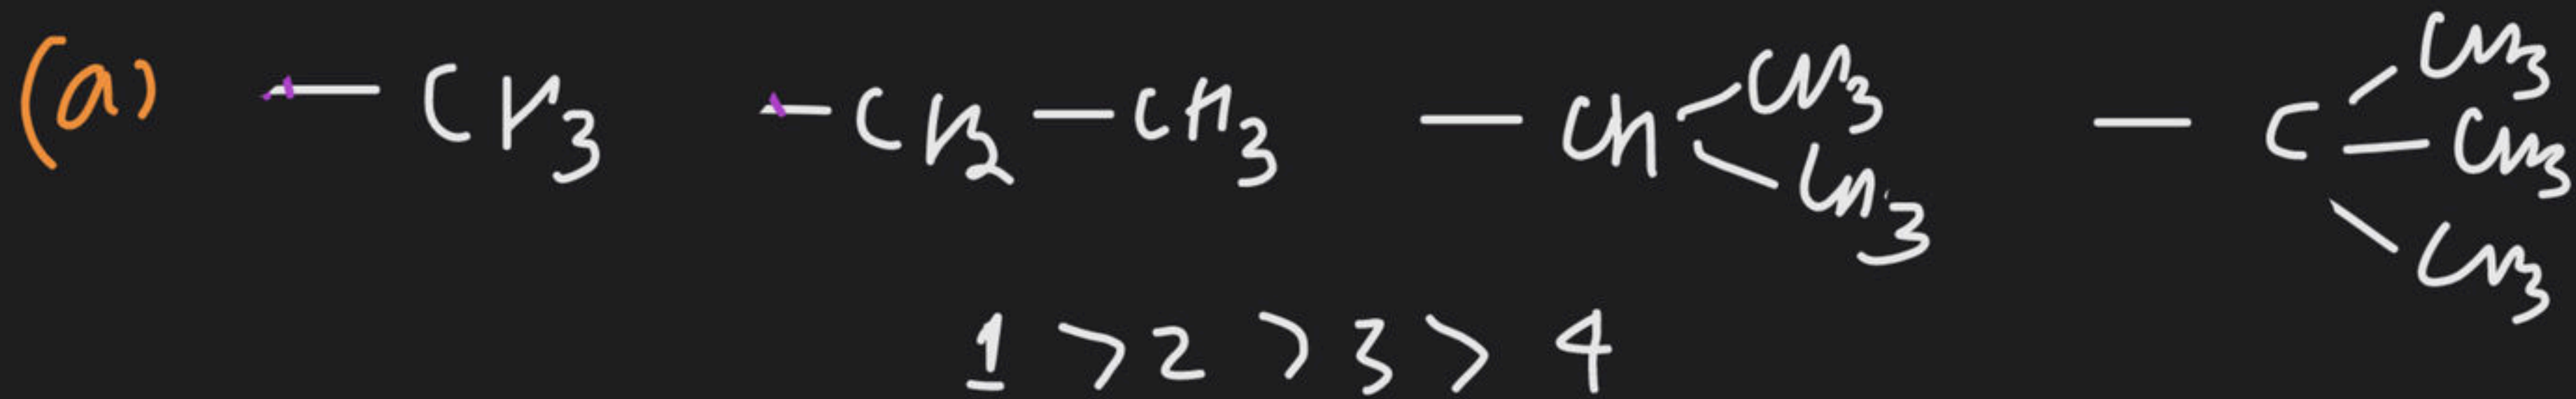 (a) — CH3 — CH2 — CH3 — CH CH3 CH3 — C CH3 CH3 CH3
1 > 2 > 3 > 4